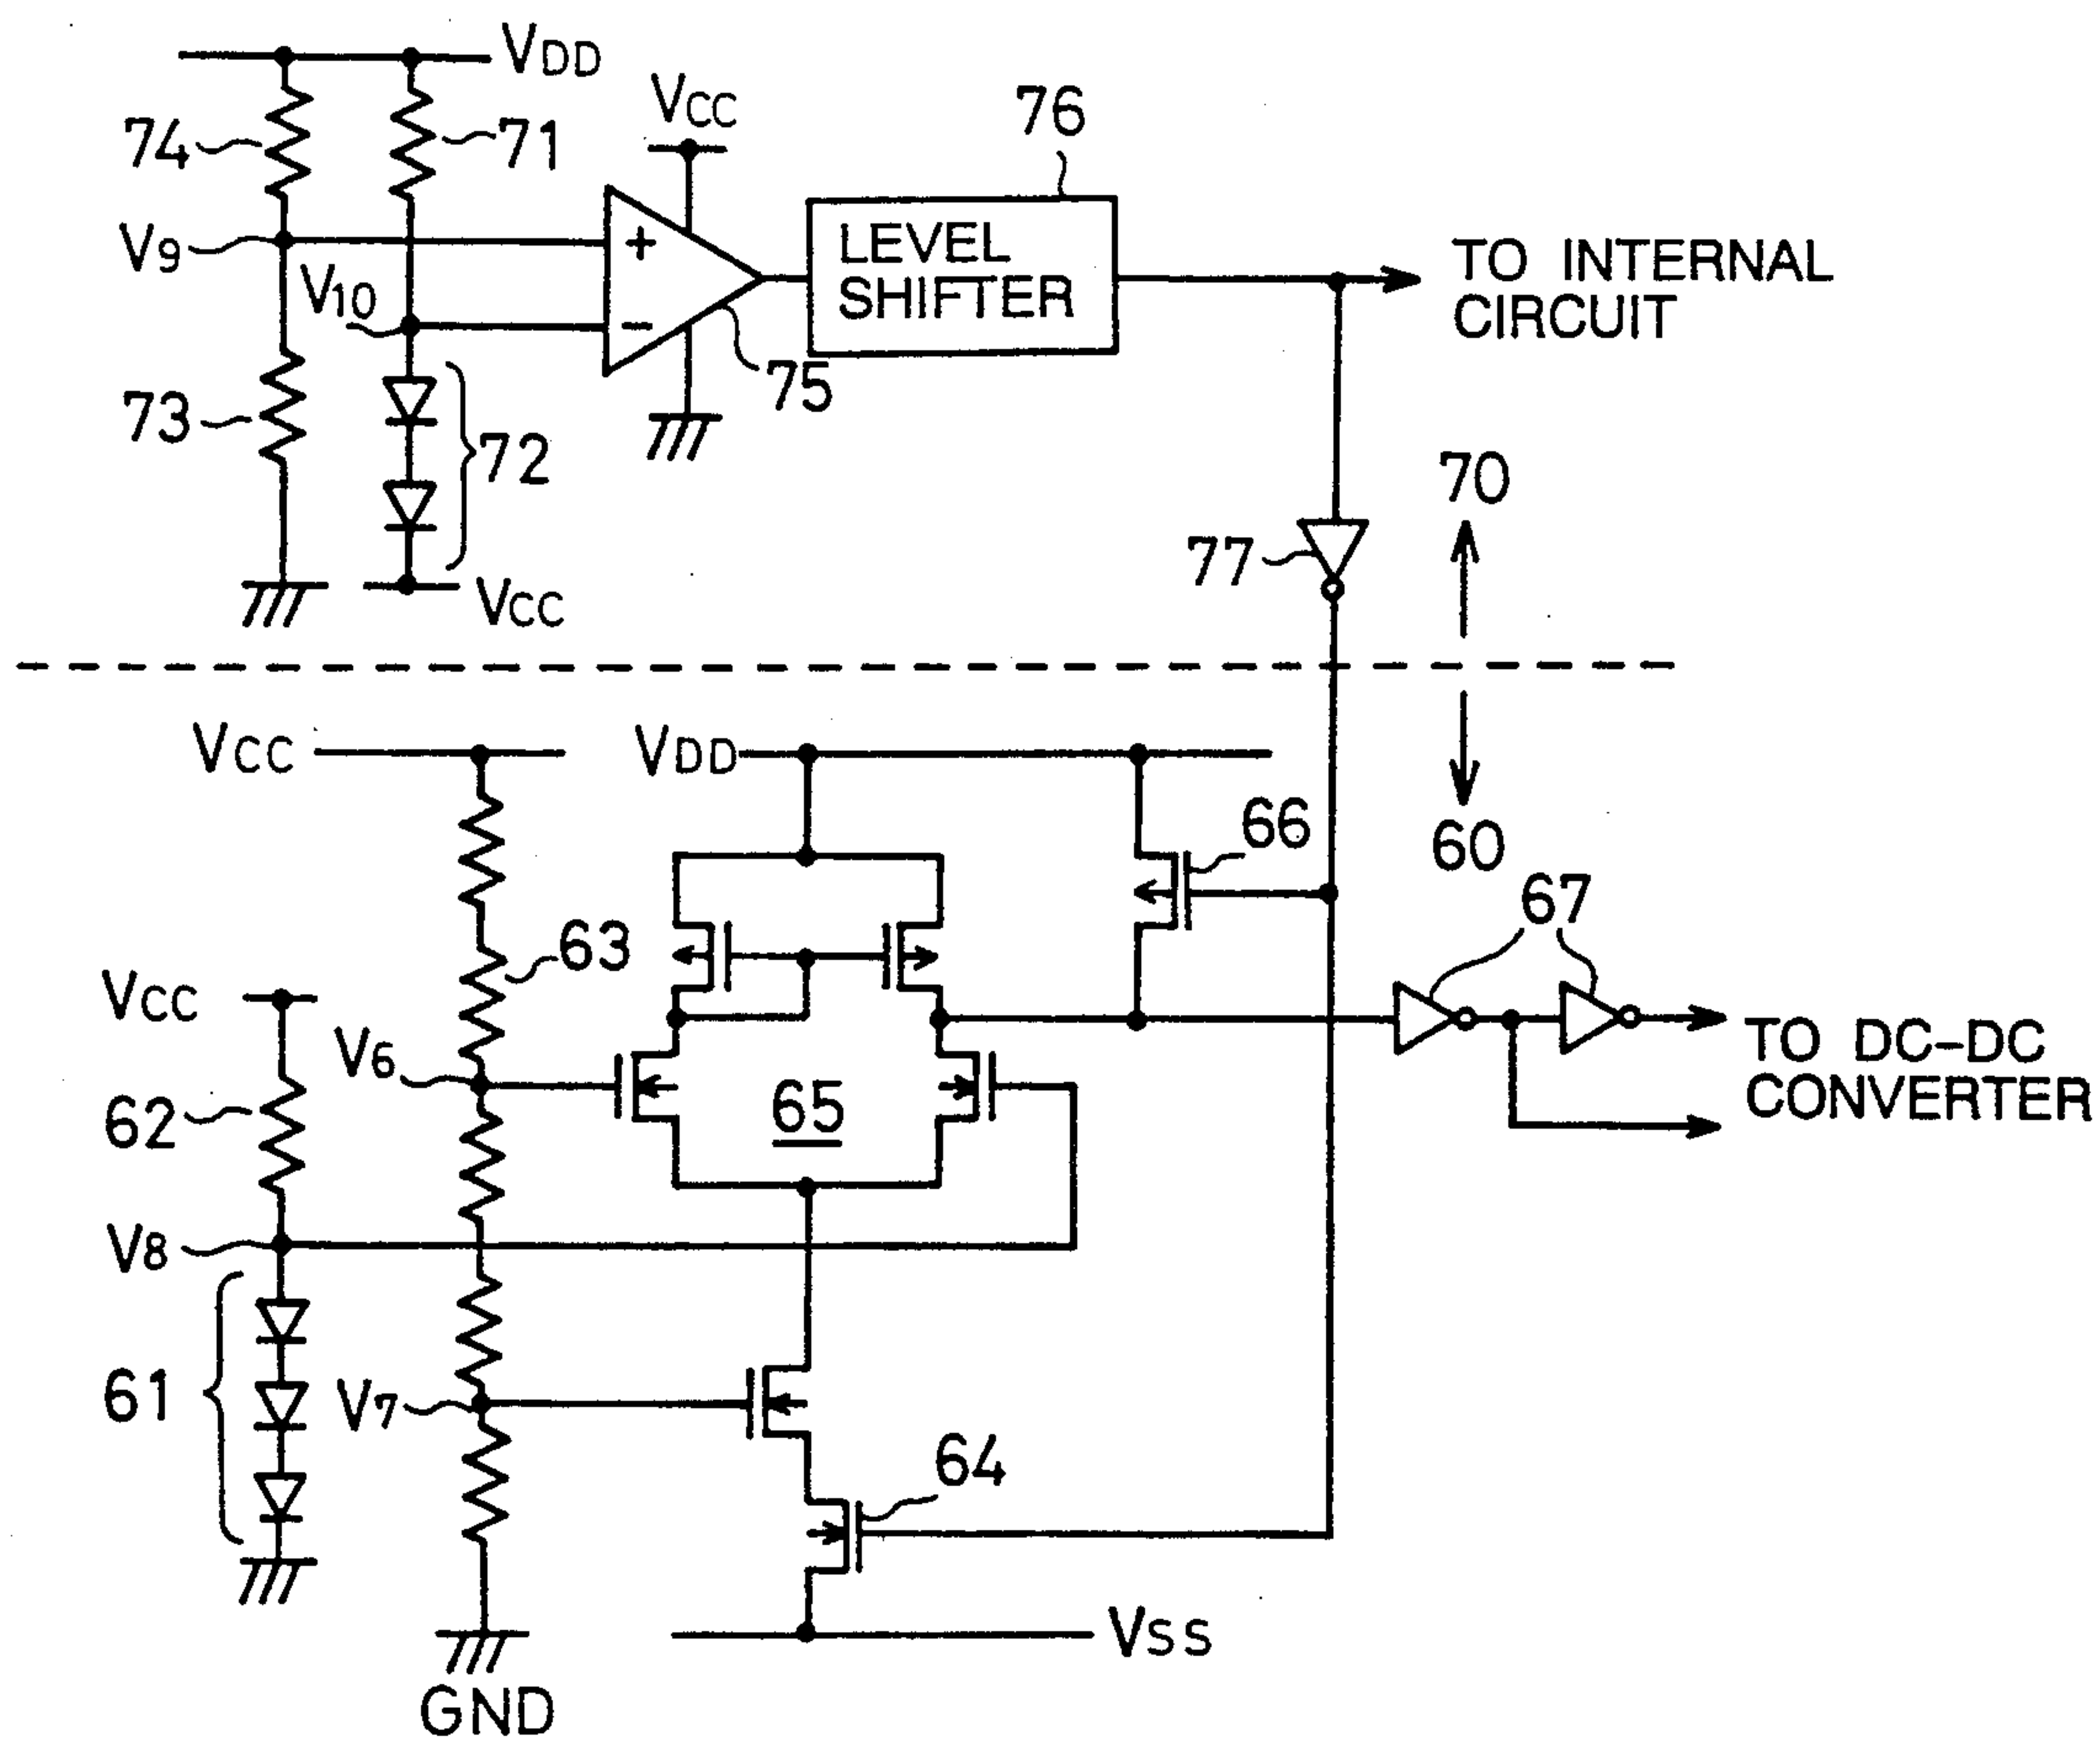 VDD
VCC
76
74
71
LEVEL
SHIFTER
TO INTERNAL
CIRCUIT
V9
+
V10
−
75
73
72
70
77
VCC
VCC
VDD
66
60
67
63
VCC
V6
TO DC-DC
CONVERTER
62
65
V8
61
V7
64
VSS
GND